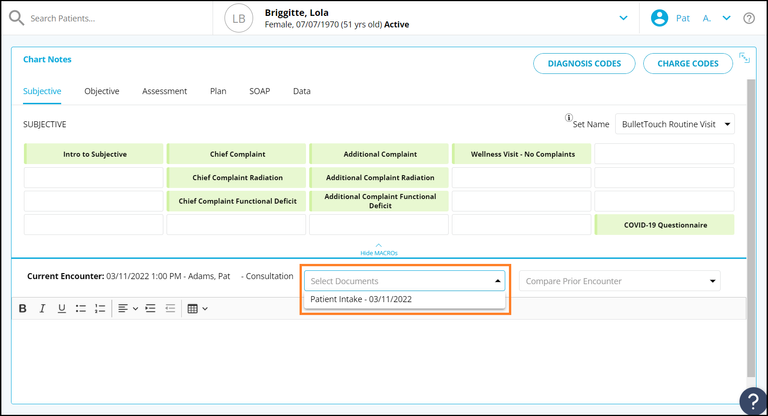 Search Patients...
LB
Briggitte, Lola
Female, 07/07/1970 (51 yrs old) Active
Pat A.
?
Chart Notes
DIAGNOSIS CODES
CHARGE CODES
Subjective Objective Assessment Plan SOAP Data
SUBJECTIVE
i Set Name BulletTouch Routine Visit
Intro to Subjective Chief Complaint Additional Complaint Wellness Visit - No Complaints
Chief Complaint Radiation Additional Complaint Radiation
Chief Complaint Functional Deficit Additional Complaint Functional
Deficit
COVID-19 Questionnaire
Hide MACROs
Current Encounter: 03/11/2022 1:00 PM - Adams, Pat - Consultation Select Documents Compare Prior Encounter
Patient Intake - 03/11/2022
B I U
?